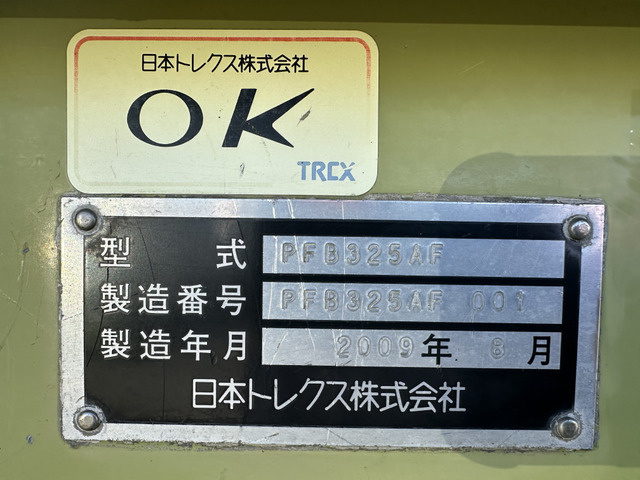 日本トレクス株式会社
OK
TREX
型式 PFB325AF
製造番号 PFB325AF 001
製造年月 2009年 8月
日本トレクス株式会社